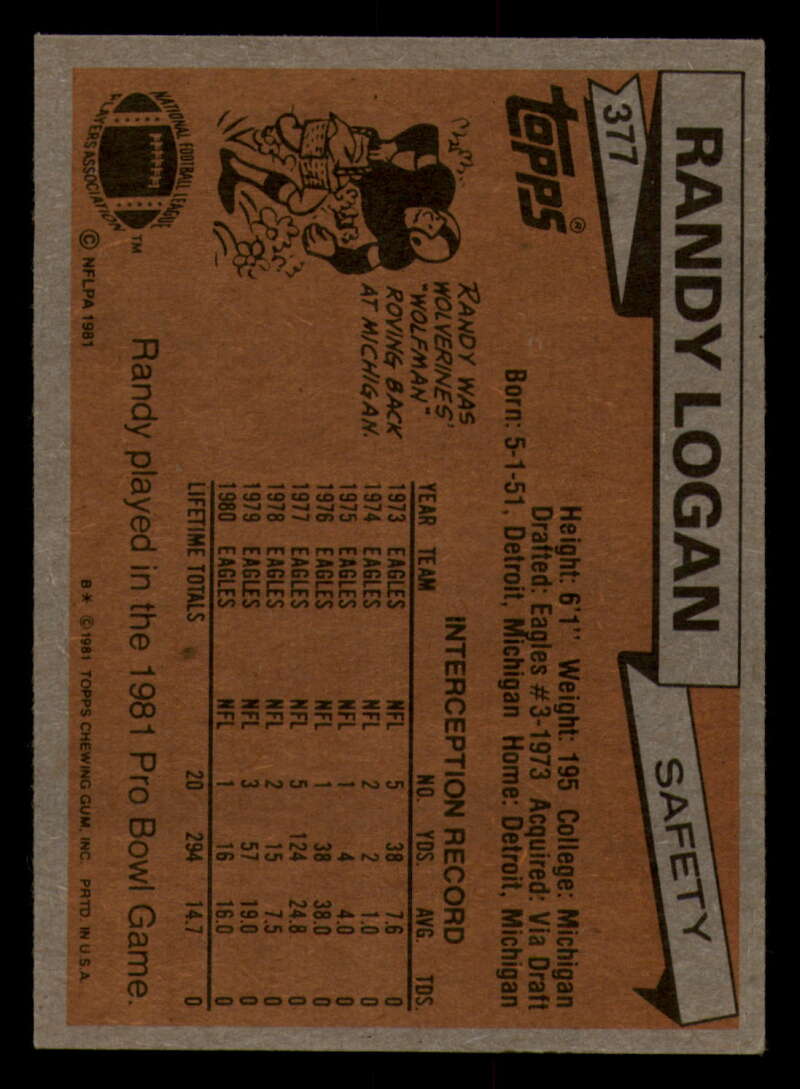 377
RANDY LOGAN
SAFETY
TOPPS®
Height: 6'1" Weight: 195 College: Michigan
Drafted: Eagles #3-1973 Acquired: Via Draft
Born: 5-1-51, Detroit, Michigan Home: Detroit, Michigan
RANDY WAS
WOLVERINES'
"WOLFMAN"
ROVING BACK
AT MICHIGAN.
INTERCEPTION RECORD
YEAR TEAM NO. YDS. AVG. TDS.
1973 EAGLES NFL 5 38 7.6 0
1974 EAGLES NFL 2 2 1.0 0
1975 EAGLES NFL 1 4 4.0 0
1976 EAGLES NFL 1 38 38.0 0
1977 EAGLES NFL 5 124 24.8 0
1978 EAGLES NFL 2 15 7.5 0
1979 EAGLES NFL 3 57 19.0 0
1980 EAGLES NFL 1 16 16.0 0
LIFETIME TOTALS 20 294 14.7 0
NATIONAL FOOTBALL LEAGUE
PLAYERS ASSOCIATION
TM
Randy played in the 1981 Pro Bowl Game.
© NFLPA 1981
B* © 1981 TOPPS CHEWING GUM, INC. PRTD. IN U.S.A.